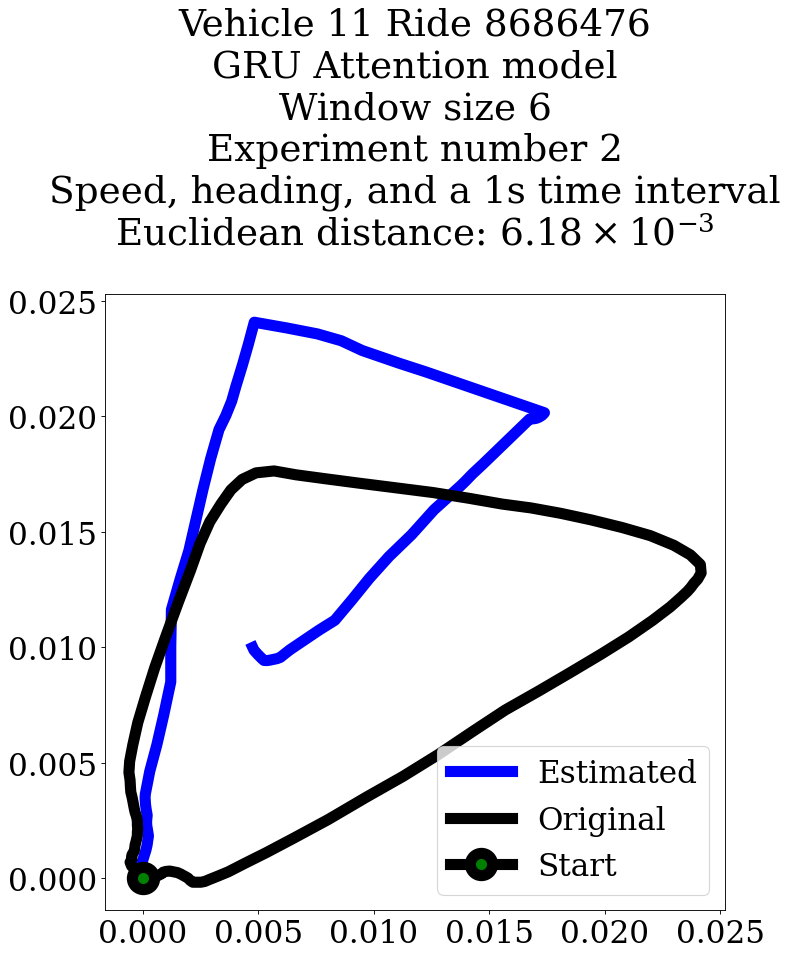 Vehicle 11 Ride 8686476
GRU Attention model
Window size 6
Experiment number 2
Speed, heading, and a 1s time interval
Euclidean distance: 6.18 × 10⁻³
0.025
0.020
0.015
0.010
0.005
0.000
Estimated
Original
Start
0.000 0.005 0.010 0.015 0.020 0.025